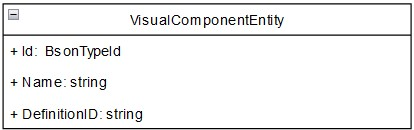 VisualComponentEntity
+ Id: BsonTypeId
+ Name: string
+ DefinitionID: string